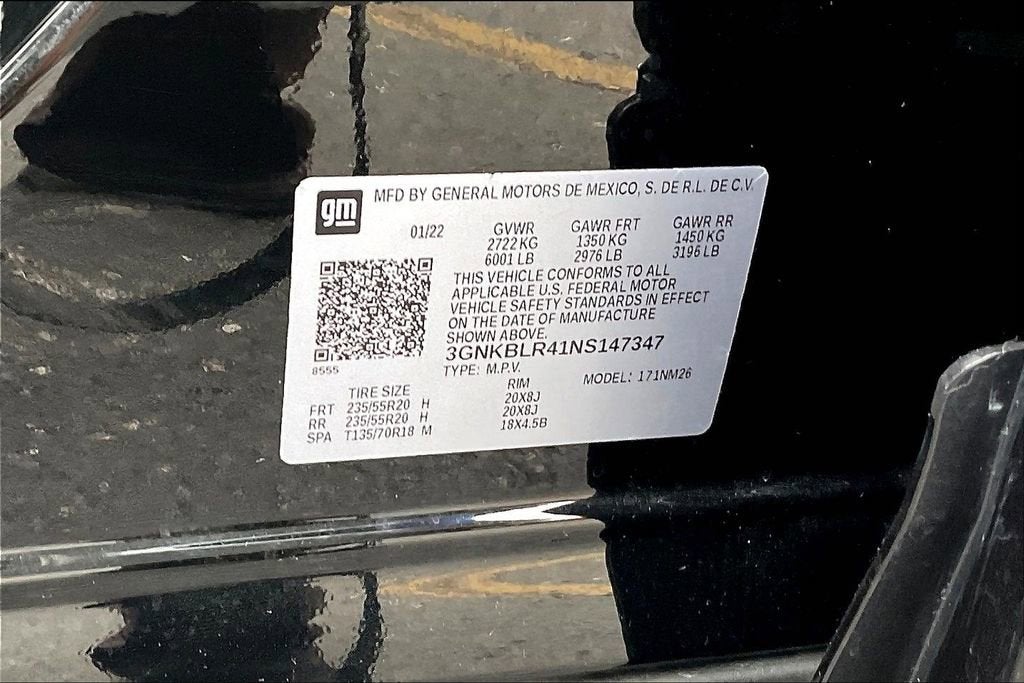 gm MFD BY GENERAL MOTORS DE MEXICO, S. DE R.L. DE C.V.
01/22 GVWR GAWR FRT GAWR RR
2722 KG 1350 KG 1450 KG
6001 LB 2976 LB 3196 LB
THIS VEHICLE CONFORMS TO ALL
APPLICABLE U.S. FEDERAL MOTOR
VEHICLE SAFETY STANDARDS IN EFFECT
ON THE DATE OF MANUFACTURE
SHOWN ABOVE.
3GNKBLR41NS147347
8555
TYPE: M.P.V. MODEL: 171NM26
TIRE SIZE RIM
FRT 235/55R20 H 20X8J
RR 235/55R20 H 20X8J
SPA T135/70R18 M 18X4.5B